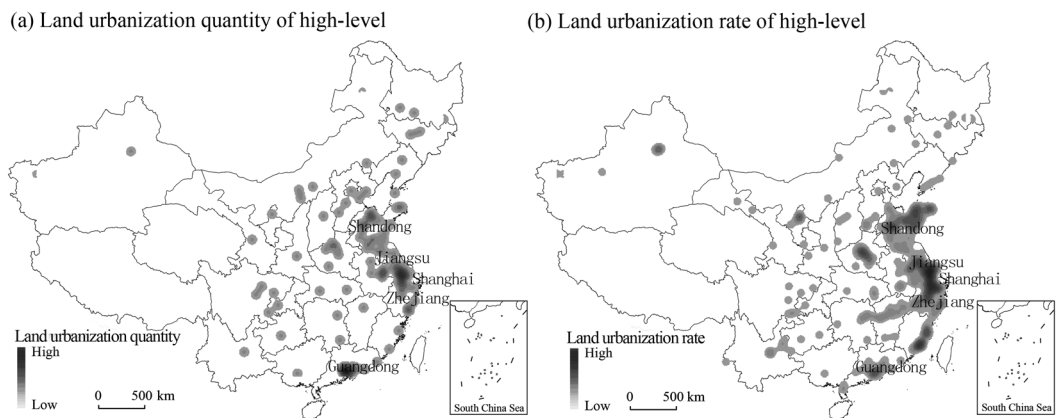 (a) Land urbanization quantity of high-level
Shandong
Jiangsu
Shanghai
ZheJiang
Guangdong
Land urbanization quantity
High
Low
0 500 km
South China Sea
(b) Land urbanization rate of high-level
Shandong
Jiangsu
Shanghai
ZheJiang
Guangdong
Land urbanization rate
High
Low
0 500 km
South China Sea